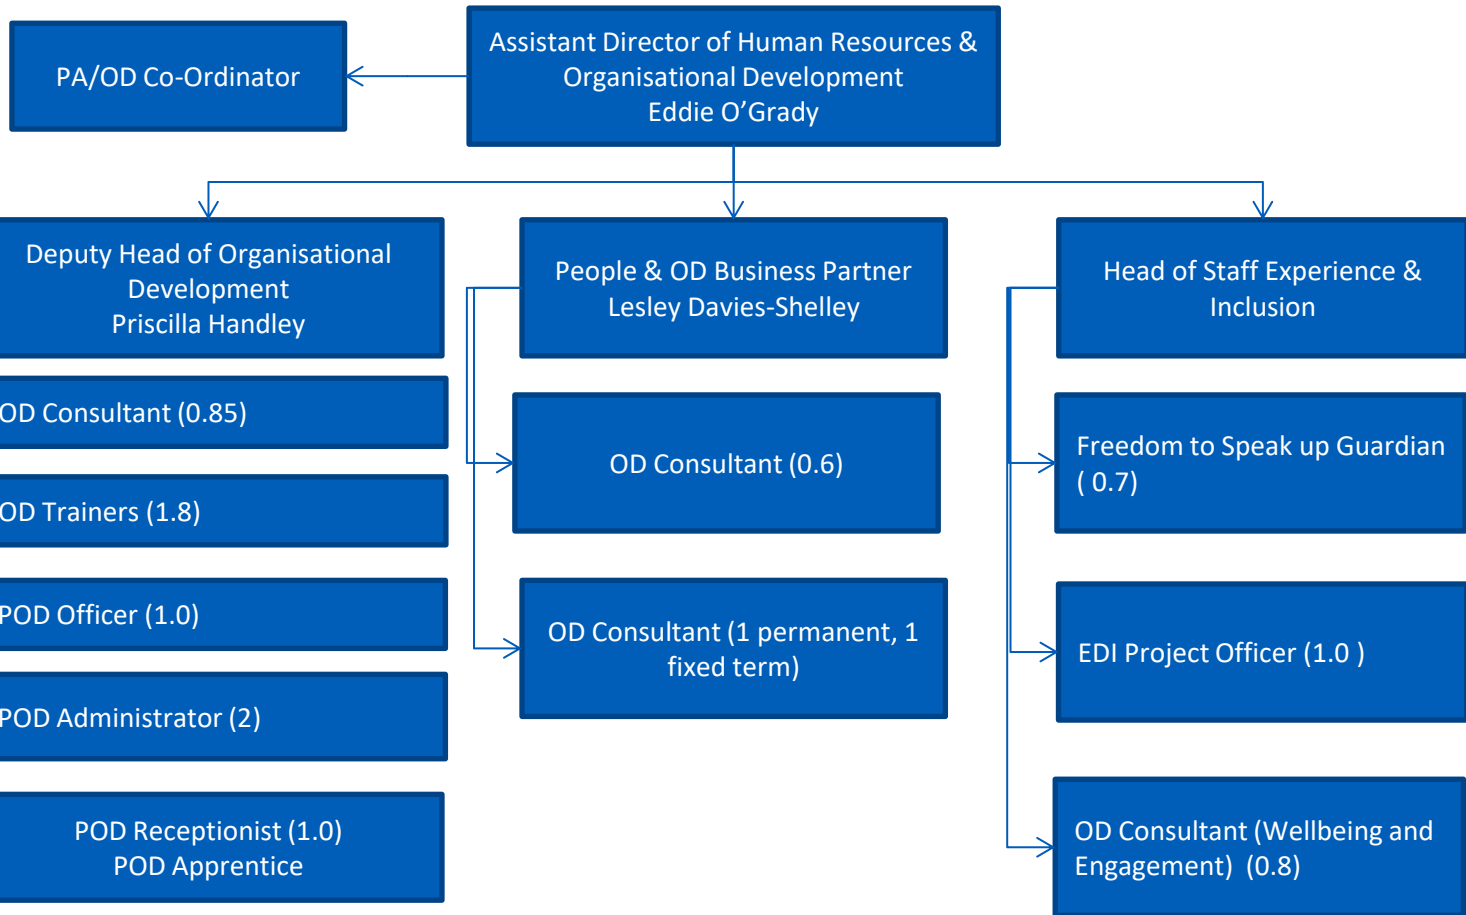 PA/OD Co-Ordinator
Assistant Director of Human Resources &
Organisational Development
Eddie O’Grady
Deputy Head of Organisational
Development
Priscilla Handley
People & OD Business Partner
Lesley Davies-Shelley
Head of Staff Experience &
Inclusion
OD Consultant (0.85)
OD Trainers (1.8)
POD Officer (1.0)
POD Administrator (2)
POD Receptionist (1.0)
POD Apprentice
OD Consultant (0.6)
OD Consultant (1 permanent, 1
fixed term)
Freedom to Speak up Guardian
( 0.7)
EDI Project Officer (1.0 )
OD Consultant (Wellbeing and
Engagement)  (0.8)